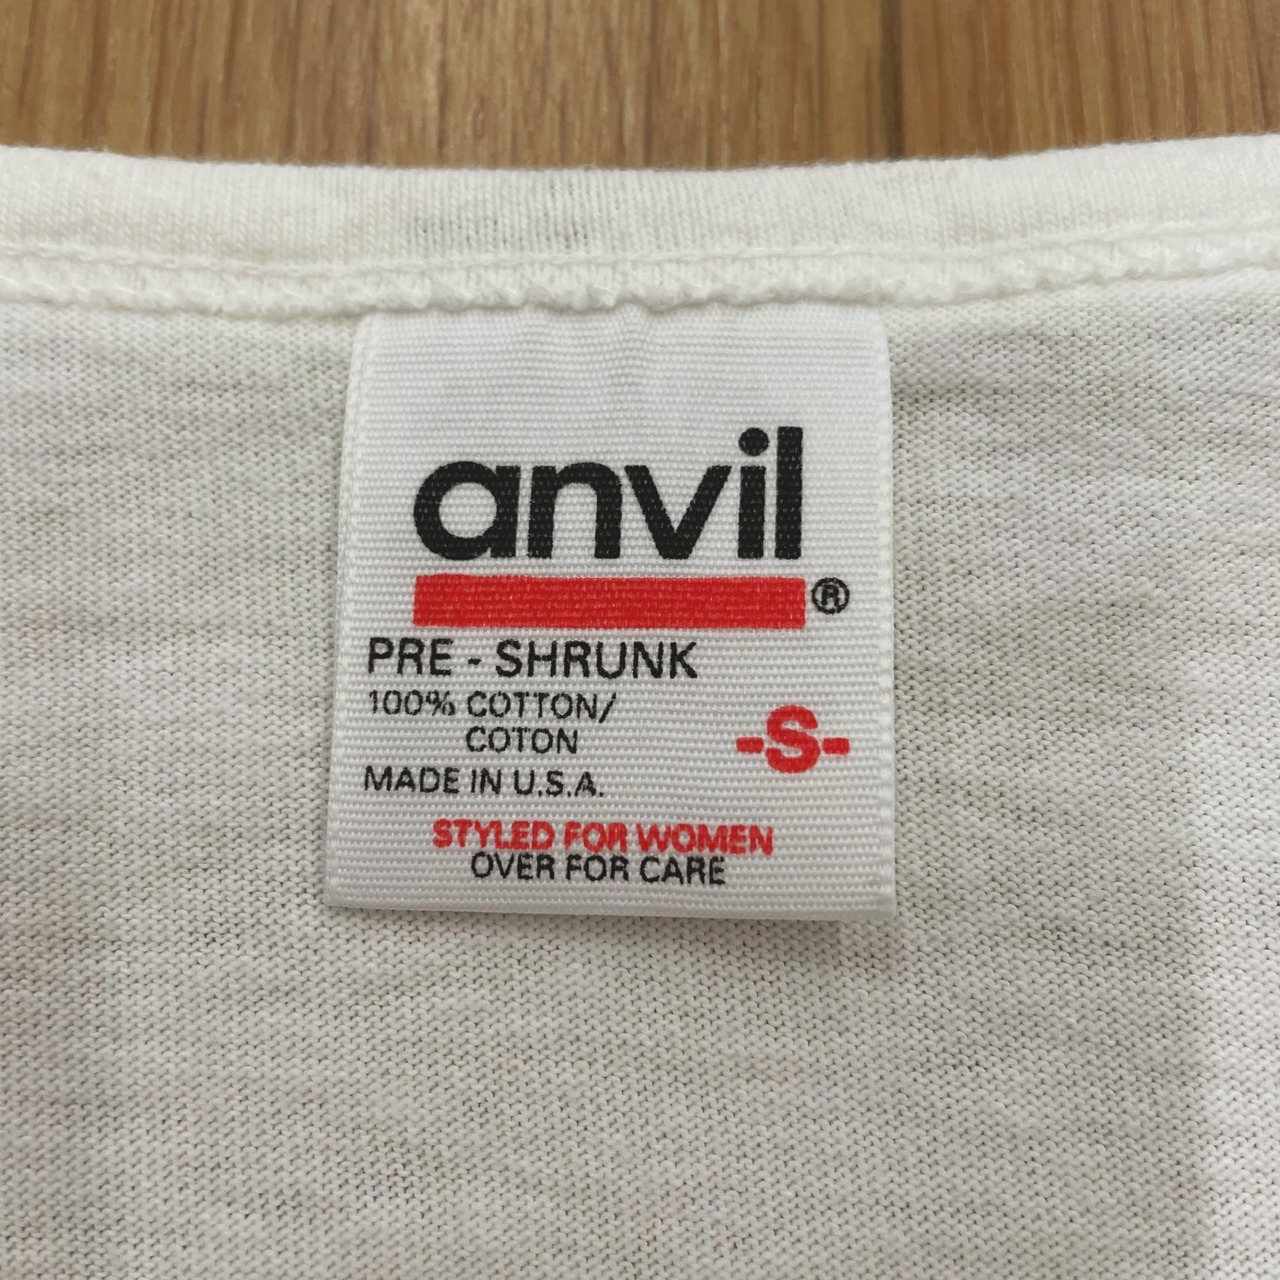 anvil®
PRE - SHRUNK
100% COTTON/
COTON
-S-
MADE IN U.S.A.
STYLED FOR WOMEN
OVER FOR CARE